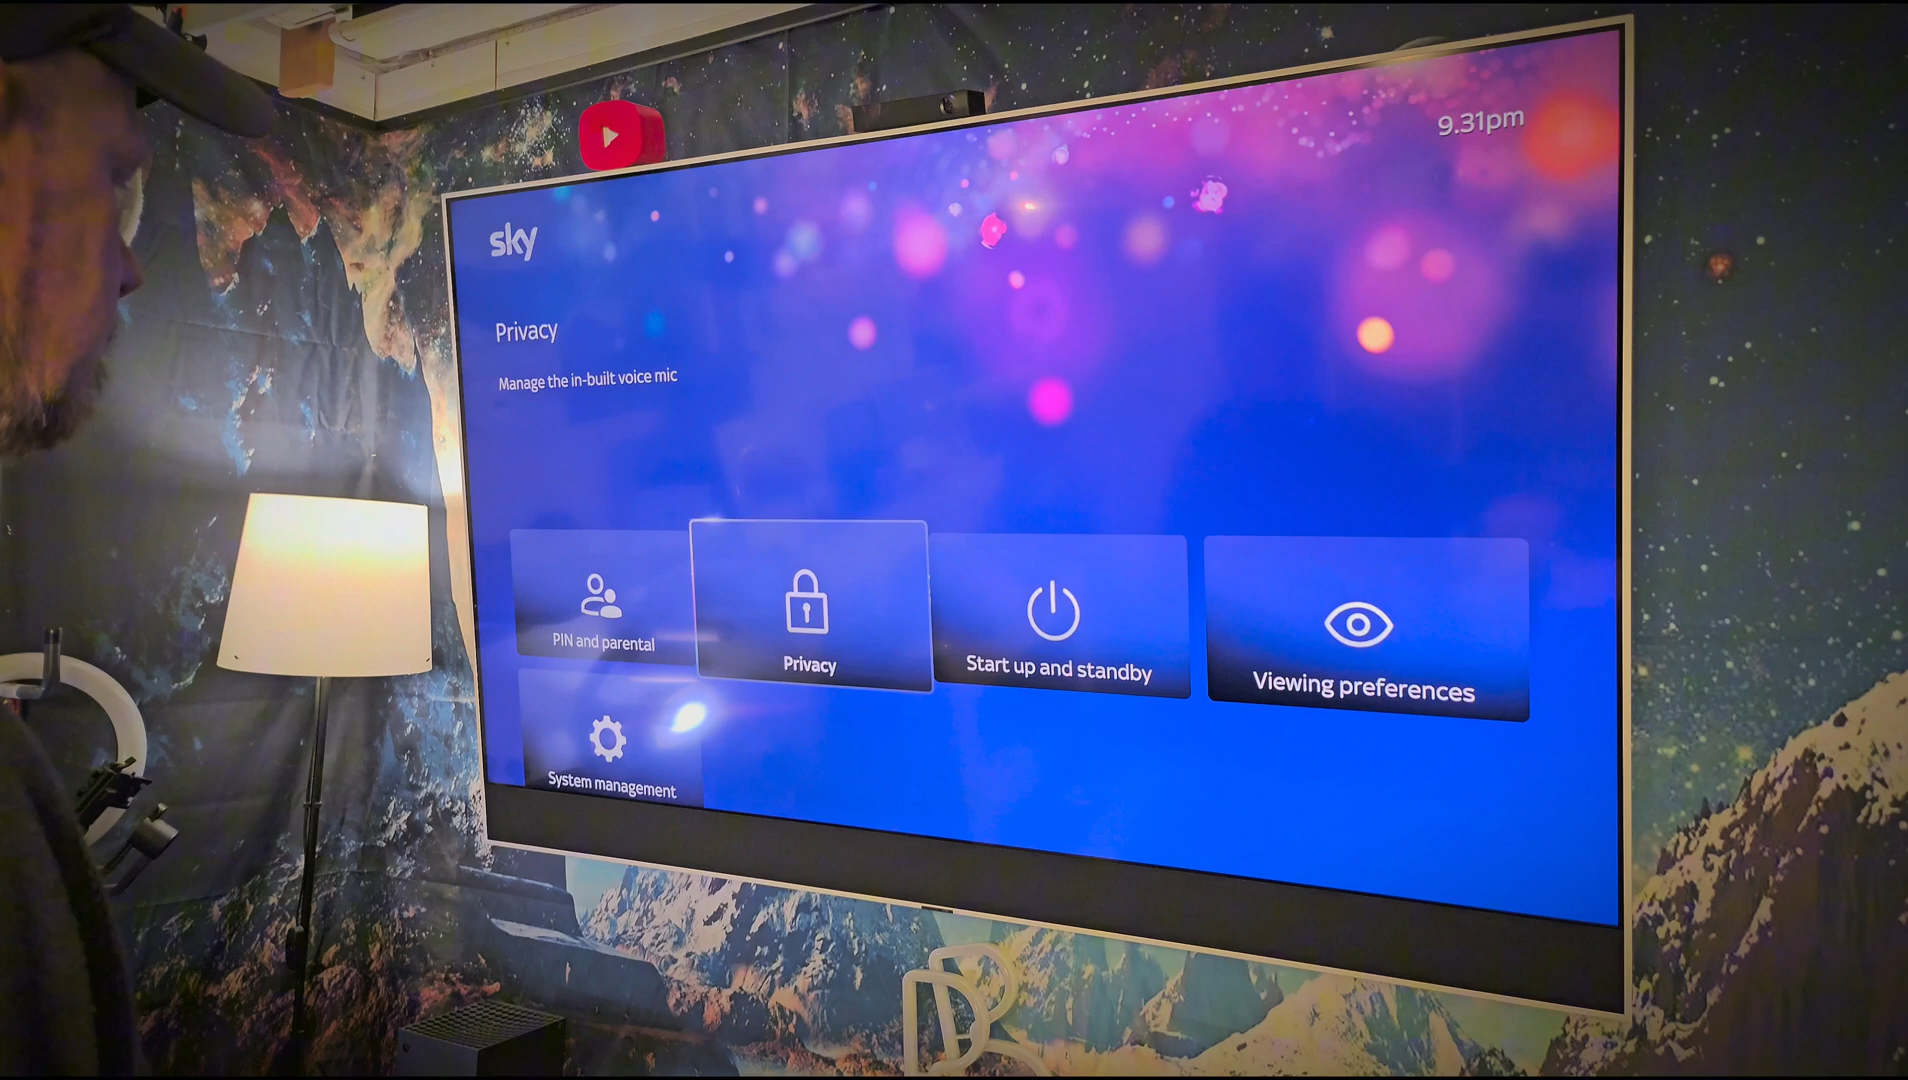 9.31pm
sky
Privacy
Manage the in-built voice mic
PIN and parental
Privacy
Start up and standby
Viewing preferences
System management